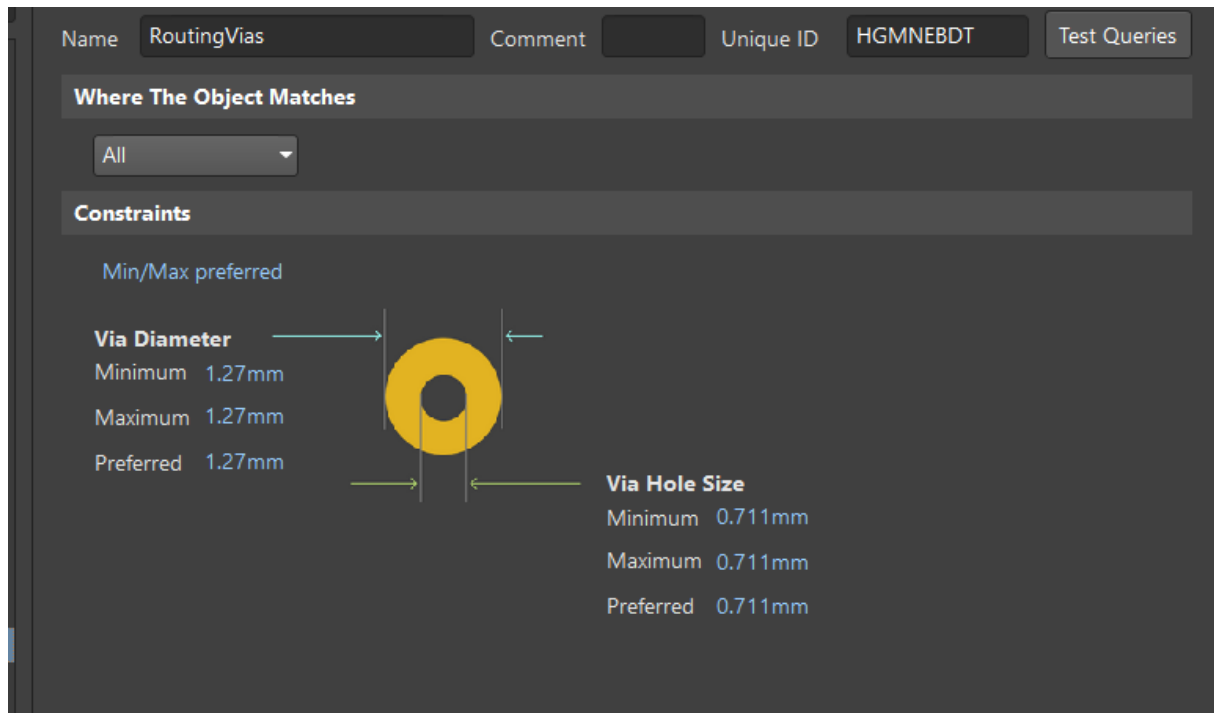 Name RoutingVias Comment Unique ID HGMNEBDT Test Queries
Where The Object Matches
All
Constraints
Min/Max preferred
Via Diameter
Minimum 1.27mm
Maximum 1.27mm
Preferred 1.27mm
Via Hole Size
Minimum 0.711mm
Maximum 0.711mm
Preferred 0.711mm